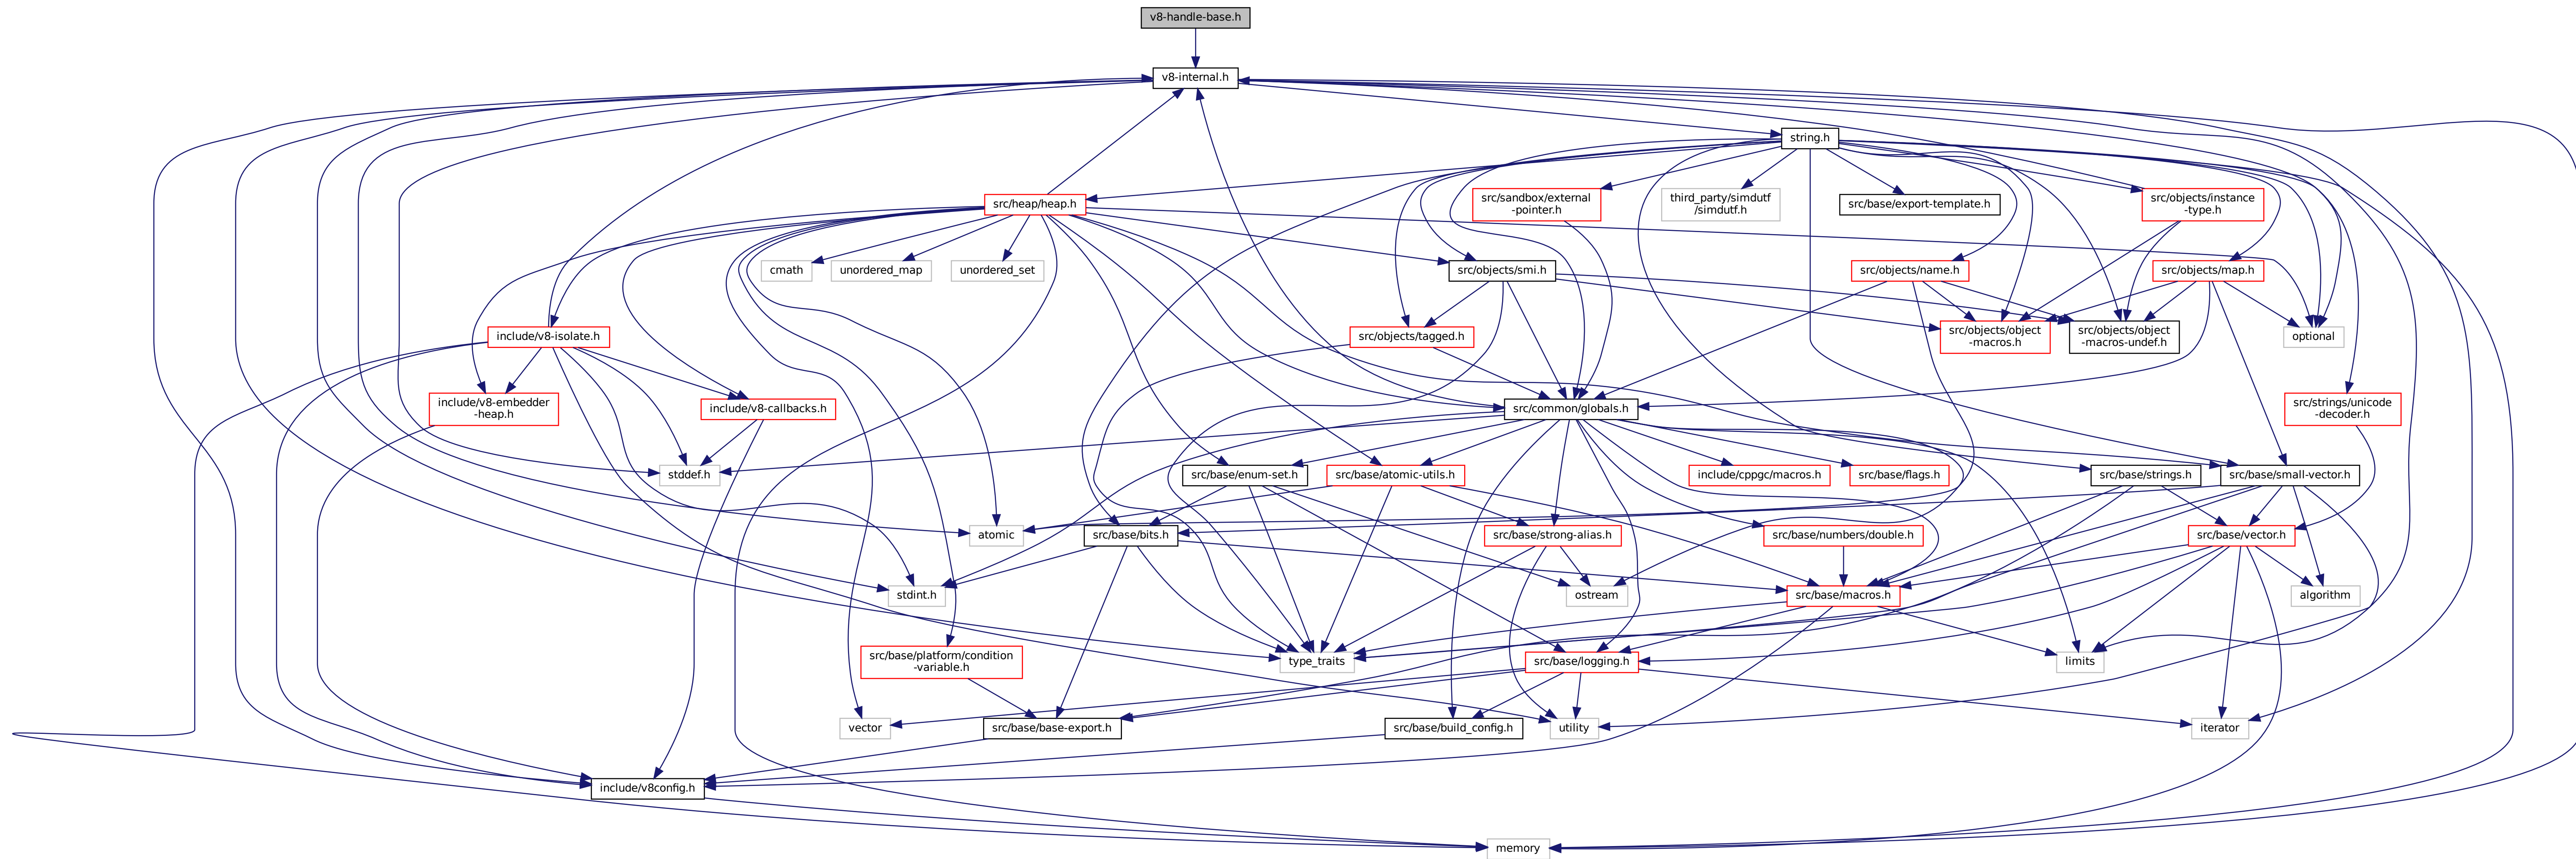 v8-handle-base.h
v8-internal.h
string.h
src/heap/heap.h
src/sandbox/external
-pointer.h
third_party/simdutf
/simdutf.h
src/base/export-template.h
src/objects/instance
-type.h
cmath
unordered_map
unordered_set
src/objects/smi.h
src/objects/name.h
src/objects/map.h
include/v8-isolate.h
src/objects/tagged.h
src/objects/object
-macros.h
src/objects/object
-macros-undef.h
optional
include/v8-embedder
-heap.h
include/v8-callbacks.h
src/common/globals.h
src/strings/unicode
-decoder.h
stddef.h
src/base/enum-set.h
src/base/atomic-utils.h
include/cppgc/macros.h
src/base/flags.h
src/base/strings.h
src/base/small-vector.h
atomic
src/base/bits.h
src/base/strong-alias.h
src/base/numbers/double.h
src/base/vector.h
stdint.h
ostream
src/base/macros.h
algorithm
src/base/platform/condition
-variable.h
type_traits
src/base/logging.h
limits
vector
src/base/base-export.h
src/base/build_config.h
utility
iterator
include/v8config.h
memory